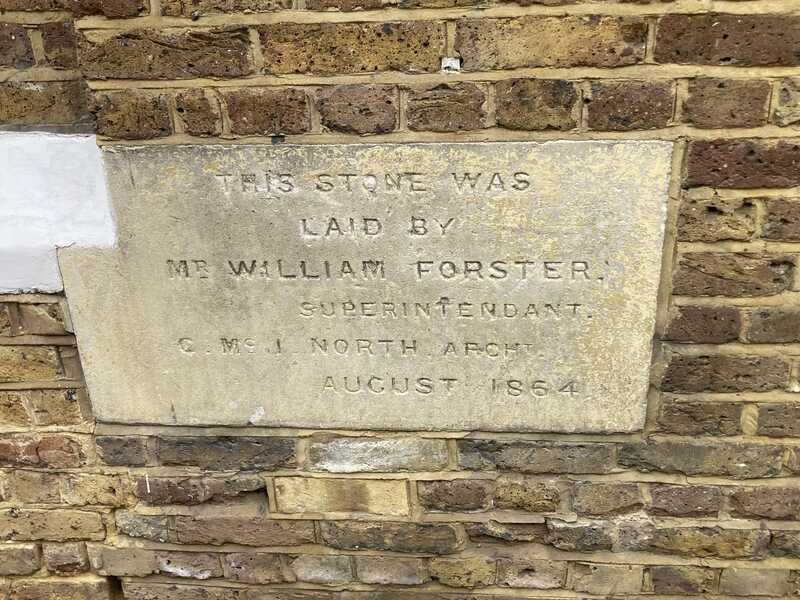 THIS STONE WAS
LAID BY
MR WILLIAM FORSTER.
SUPERINTENDANT.
C. Mc. I. NORTH ARCHT.
AUGUST 1864